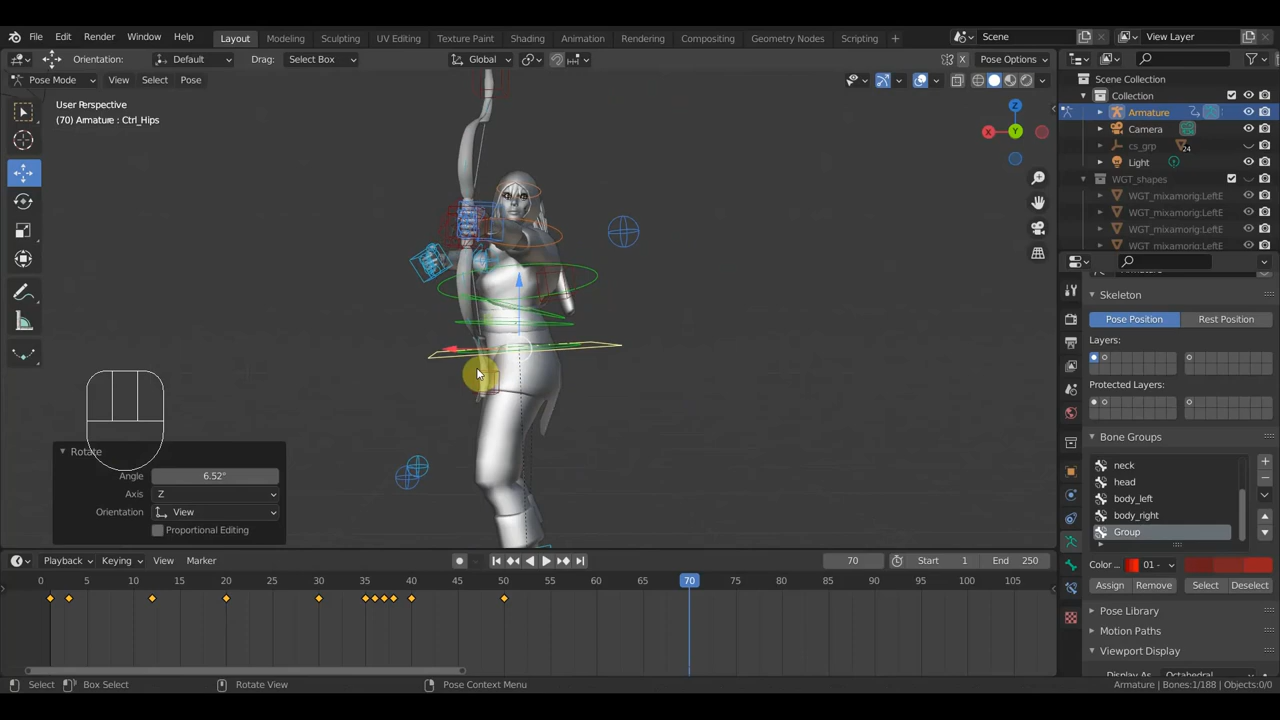 File Edit Render Window Help Layout Modeling Sculpting UV Editing Texture Paint Shading Animation Rendering Compositing Geometry Nodes Scripting + Scene View Layer
Orientation: Default Drag: Select Box Global Pose Options
Pose Mode View Select Pose
User Perspective
(70) Armature : Ctrl_Hips
Z
X
Y
Scene Collection
Collection
Armature
Camera
cs_grp 24
Light
WGT_shapes
WGT_mixamorig:LeftE
WGT_mixamorig:LeftE
WGT_mixamorig:LeftE
Skeleton
Pose Position Rest Position
Layers:
Protected Layers:
Bone Groups
neck
head
body_left
body_right
Group
Color ... 01 -
Assign Remove Select Deselect
Pose Library
Motion Paths
Viewport Display
Display As Octahedral
Rotate
Angle 6.52°
Axis Z
Orientation View
Proportional Editing
Playback Keying View Marker 70 Start 1 End 250
0 5 10 15 20 25 30 35 40 45 50 55 60 65 70 75 80 85 90 95 100 105
Select Box Select Rotate View Pose Context Menu Armature | Bones:1/188 | Objects:0/0